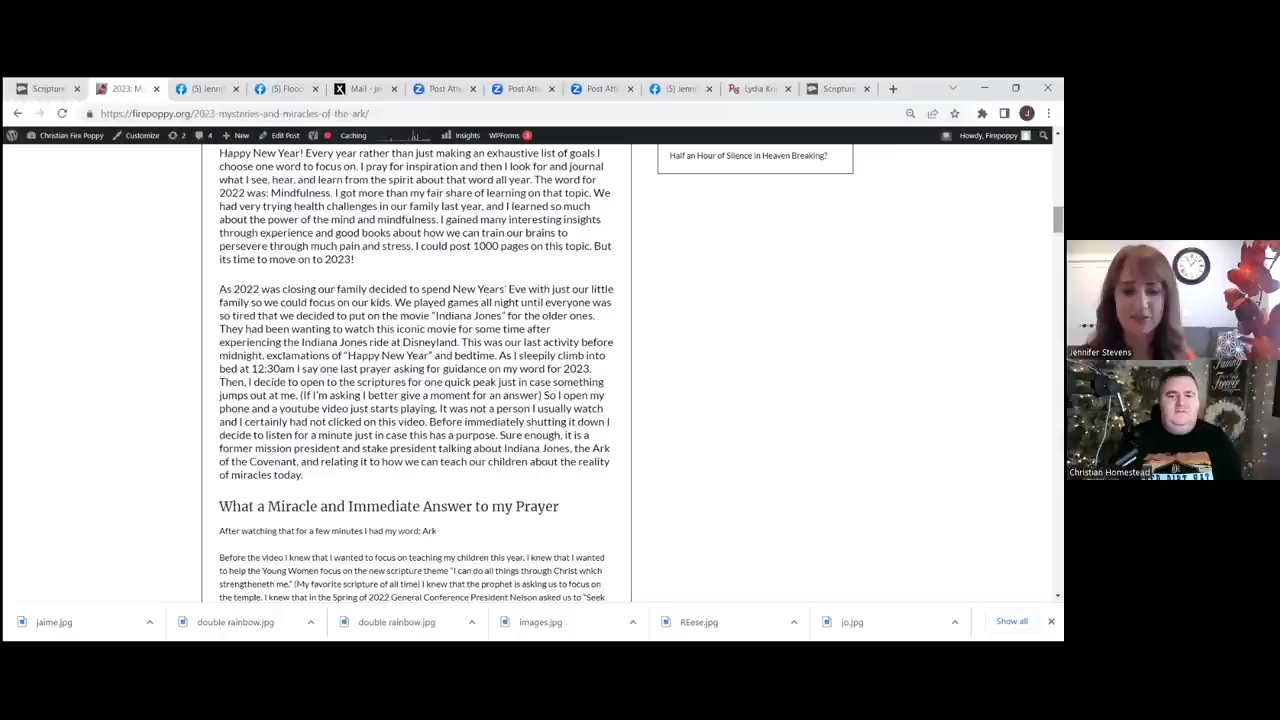 Scripture
2023: M
(5) Jenni
(5) Flood
Mail - je
Post Atte
Post Atte
Post Atte
(5) Jenni
Lydia Kni
Scripture
https://firepoppy.org/2023-mysteries-and-miracles-of-the-ark/
Christian Fire Poppy Customize 2 4 New Edit Post Caching Insights WPForms 3 Howdy, Firepoppy
Happy New Year! Every year rather than just making an exhaustive list of goals I
choose one word to focus on. I pray for inspiration and then I look for and journal
what I see, hear, and learn from the spirit about that word all year. The word for
2022 was: Mindfulness. I got more than my fair share of learning on that topic. We
had very trying health challenges in our family last year, and I learned so much
about the power of the mind and mindfulness. I gained many interesting insights
through experience and good books about how we can train our brains to
persevere through much pain and stress. I could post 1000 pages on this topic. But
its time to move on to 2023!
As 2022 was closing our family decided to spend New Years' Eve with just our little
family so we could focus on our kids. We played games all night until everyone was
so tired that we decided to put on the movie "Indiana Jones" for the older ones.
They had been wanting to watch this iconic movie for some time after
experiencing the Indiana Jones ride at Disneyland. This was our last activity before
midnight, exclamations of "Happy New Year" and bedtime. As I sleepily climb into
bed at 12:30am I say one last prayer asking for guidance on my word for 2023.
Then, I decide to open to the scriptures for one quick peak just in case something
jumps out at me. (If I'm asking I better give a moment for an answer) So I open my
phone and a youtube video just starts playing. It was not a person I usually watch
and I certainly had not clicked on this video. Before immediately shutting it down I
decide to listen for a minute just in case this has a purpose. Sure enough, it is a
former mission president and stake president talking about Indiana Jones, the Ark
of the Covenant, and relating it to how we can teach our children about the reality
of miracles today.
What a Miracle and Immediate Answer to my Prayer
After watching that for a few minutes I had my word: Ark
Before the video I knew that I wanted to focus on teaching my children this year. I knew that I wanted
to help the Young Women focus on the new scripture theme "I can do all things through Christ which
strengtheneth me." (My favorite scripture of all time) I knew that the prophet is asking us to focus on
the temple. I knew that in the Spring of 2022 General Conference President Nelson asked us to "Seek
Half an Hour of Silence in Heaven Breaking?
jaime.jpg
double rainbow.jpg
double rainbow.jpg
images.jpg
REese.jpg
jo.jpg
Show all
Jennifer Stevens
Family
Forever
Christian Homestead